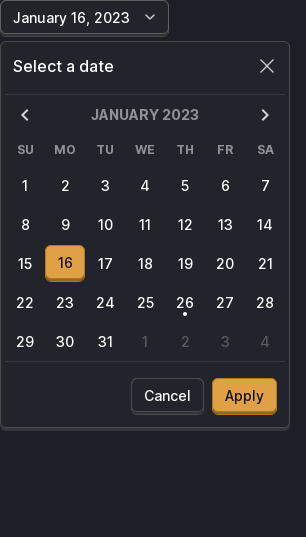 January 16, 2023
Select a date
JANUARY 2023
SU MO TU WE TH FR SA
1 2 3 4 5 6 7
8 9 10 11 12 13 14
15 16 17 18 19 20 21
22 23 24 25 26 27 28
29 30 31 1 2 3 4
Cancel Apply